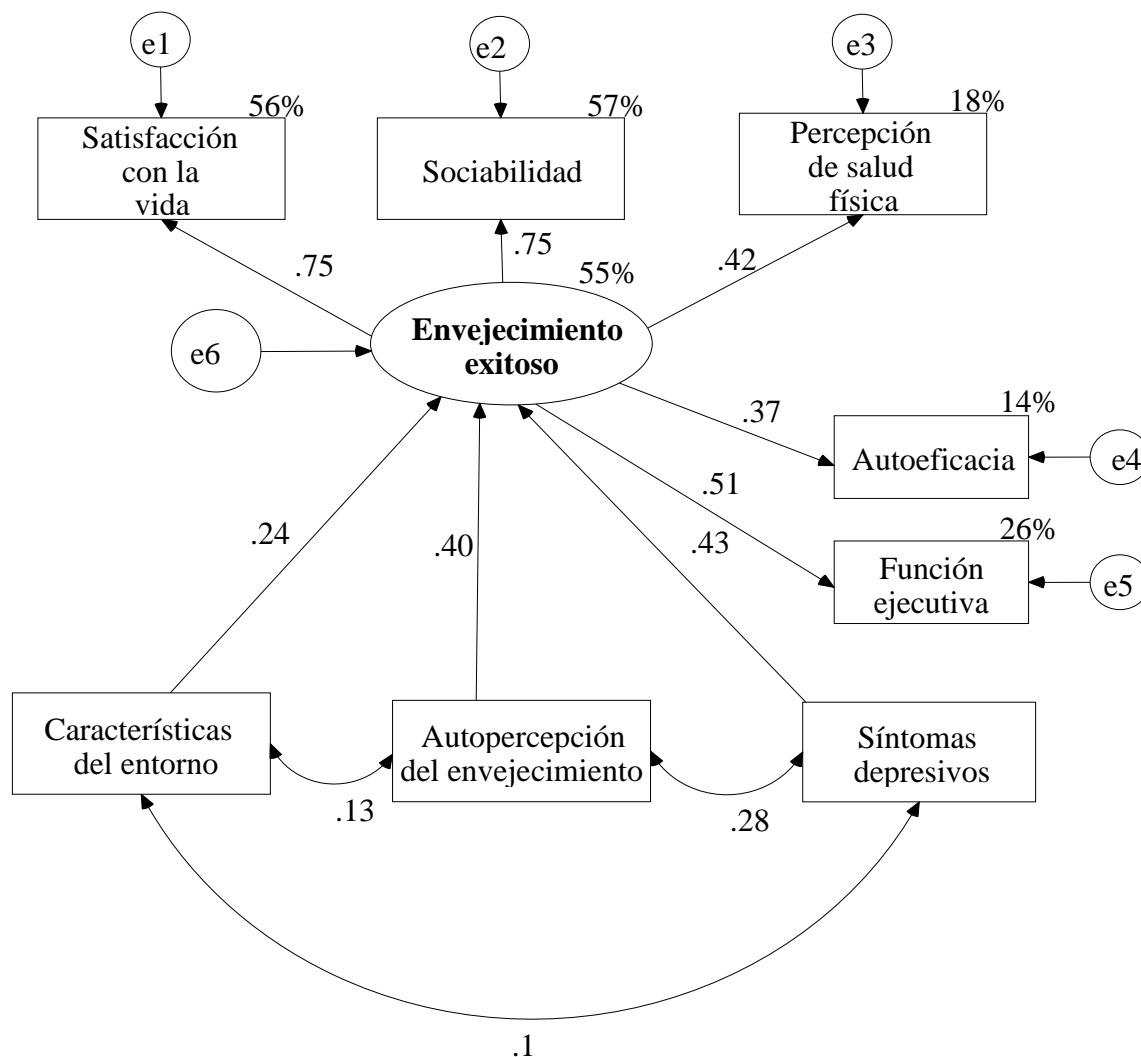 e1
e2
e3
56%
57%
18%
Satisfacción
con la
vida
Sociabilidad
Percepción
de salud
física
.75
.75
.42
55%
Envejecimiento
exitoso
e6
.37
14%
Autoeficacia
e4
.51
26%
Función
ejecutiva
e5
.24
.40
.43
Características
del entorno
Autopercepción
del envejecimiento
Síntomas
depresivos
.13
.28
.1